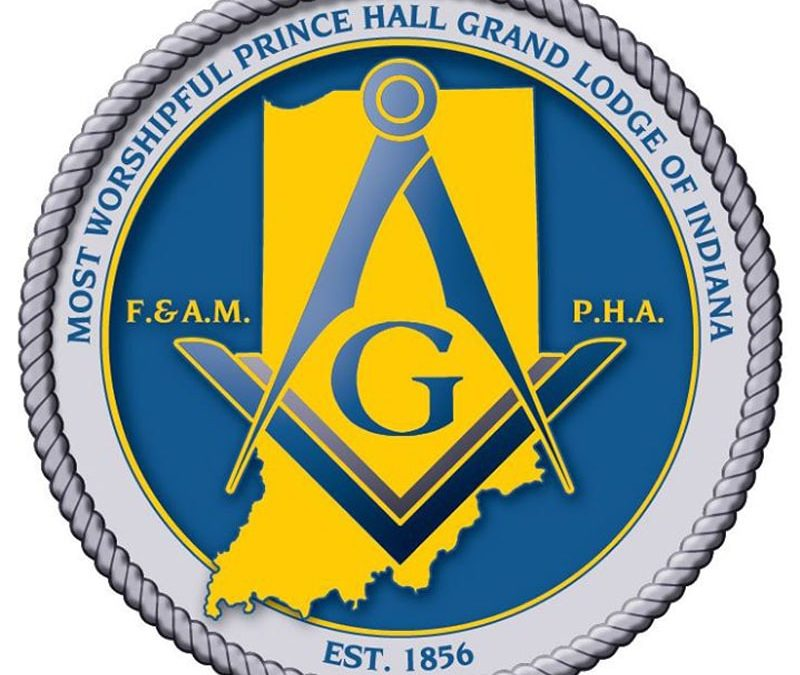 MOST WORSHIPFUL PRINCE HALL GRAND LODGE OF INDIANA
F.&A.M.
P.H.A.
G
EST. 1856